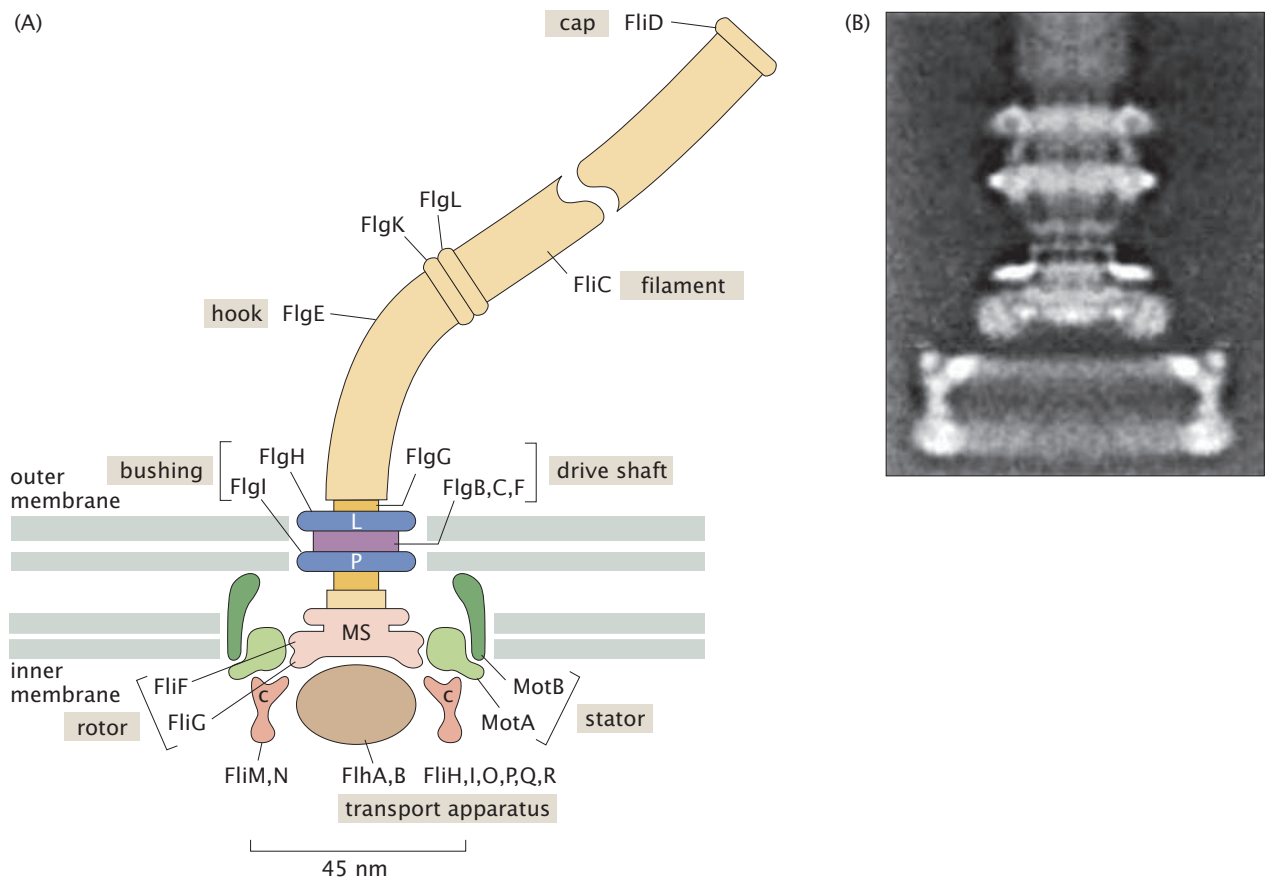 (A)
cap FliD
(B)
FlgL
FlgK
FliC filament
hook FlgE
bushing
FlgH
FlgI
FlgG
FlgB,C,F
drive shaft
outer
membrane
L
P
MS
inner
membrane
FliF
FliG
rotor
C
C
MotB
MotA
stator
FliM,N
FlhA,B
FliH,I,O,P,Q,R
transport apparatus
45 nm